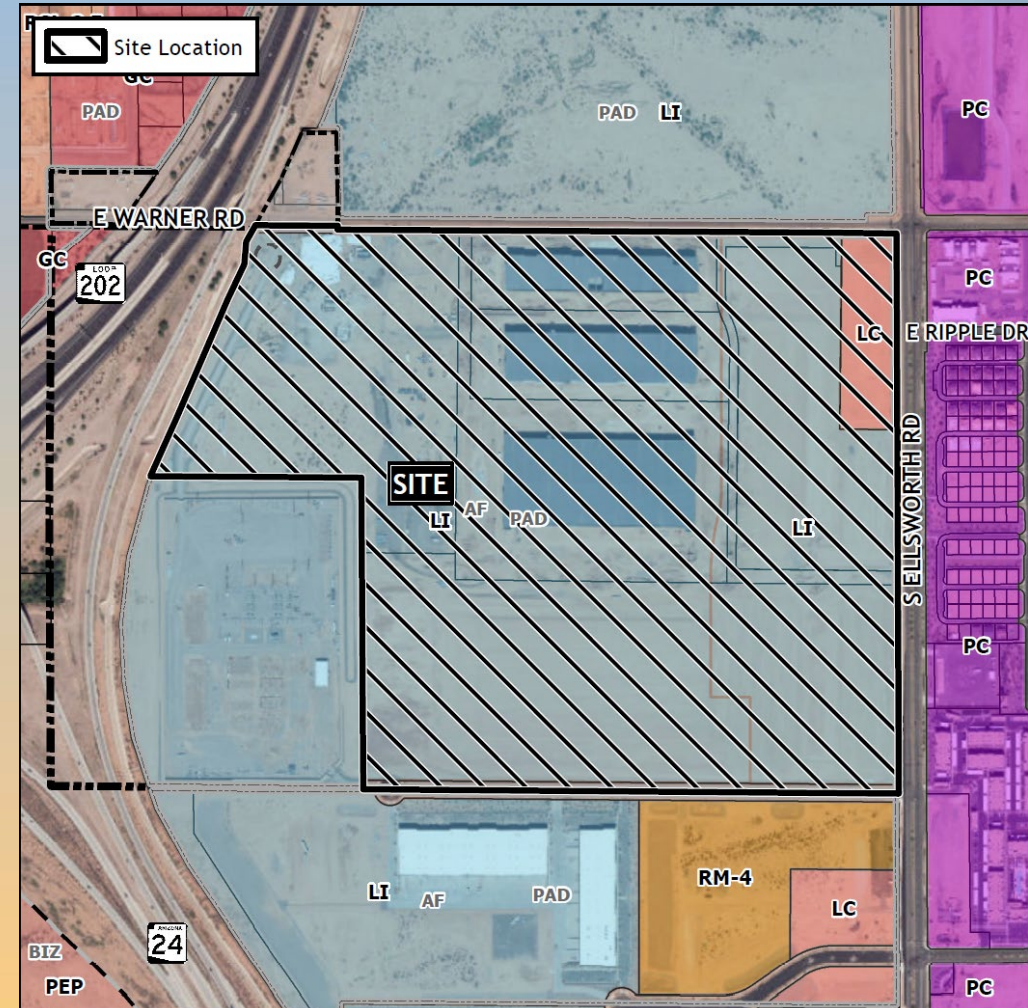 Site Location
GC
PAD
PAD LI
PC
E WARNER RD
GC
LOOP
202
PC
LC
E RIPPLE DR
SITE
LI AF PAD
LI
S ELLSWORTH RD
PC
RM-4
LI AF PAD
LC
ARIZONA
24
BIZ
PEP
PC